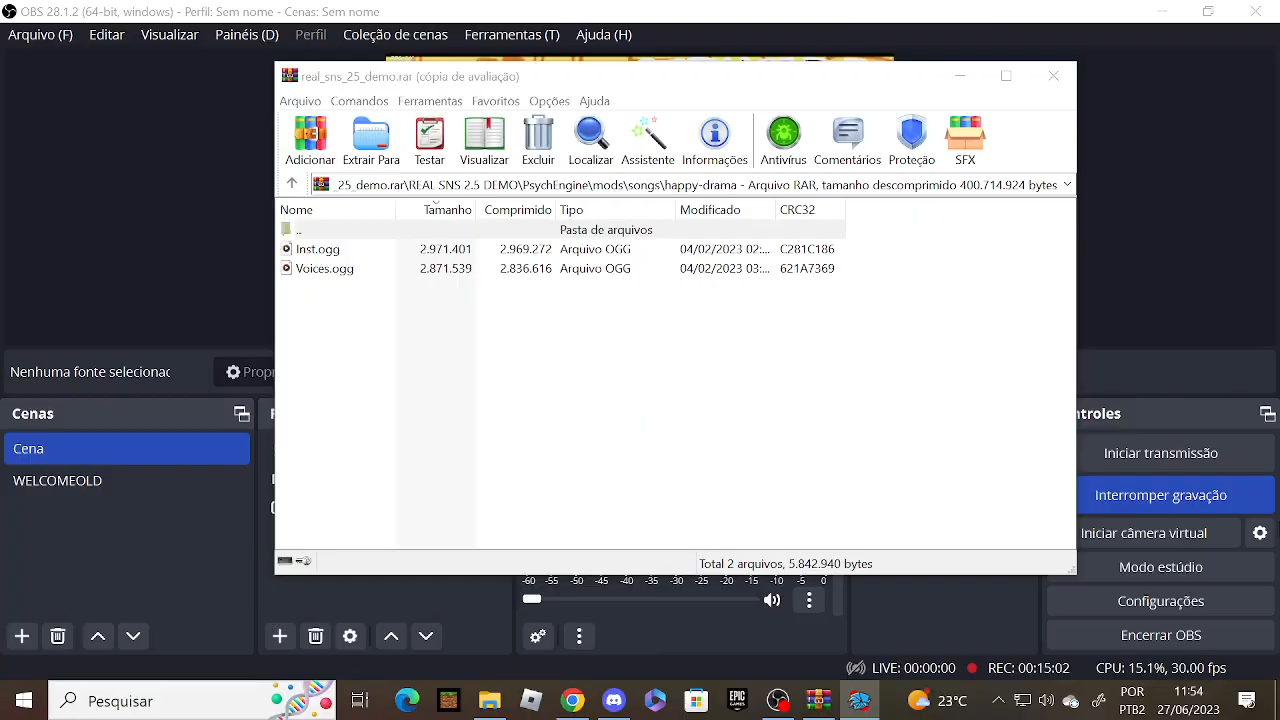 OBS 28.1.2 (64-bit, windows) - Perfil: Sem nome - Cenas: Sem nome
Arquivo (F) Editar Visualizar Painéis (D) Perfil Coleção de cenas Ferramentas (T) Ajuda (H)
real_sns_25_demo.rar (cópia de avaliação)
Arquivo Comandos Ferramentas Favoritos Opções Ajuda
Adicionar Extrair Para Testar Visualizar Excluir Localizar Assistente Informações Antivírus Comentários Proteção SFX
_25_demo.rar\REAL SNS 2.5 DEMO\PsychEngine\mods\songs\happy-grama - Arquivo RAR, tamanho descomprimido 400.714.924 bytes
Nome Tamanho Comprimido Tipo Modificado CRC32
.. Pasta de arquivos
Inst.ogg 2.971.401 2.969.272 Arquivo OGG 04/02/2023 02:... C281C186
Voices.ogg 2.871.539 2.836.616 Arquivo OGG 04/02/2023 03:... 621A7369
Total 2 arquivos, 5.842.940 bytes
Nenhuma fonte selecionac
Propr
Cenas
Cena
WELCOMEOLD
ntroles
Iniciar transmissão
Interromper gravação
Iniciar câmera virtual
Modo estúdio
Configurações
Encerrar OBS
-60 -55 -50 -45 -40 -35 -30 -25 -20 -15 -10 -5 0
LIVE: 00:00:00 REC: 00:15:02 CPU: 15.1%, 30.00 fps
Pesquisar
EPIC GAMES
23°C
POR 11:54
PTB2 27/06/2023